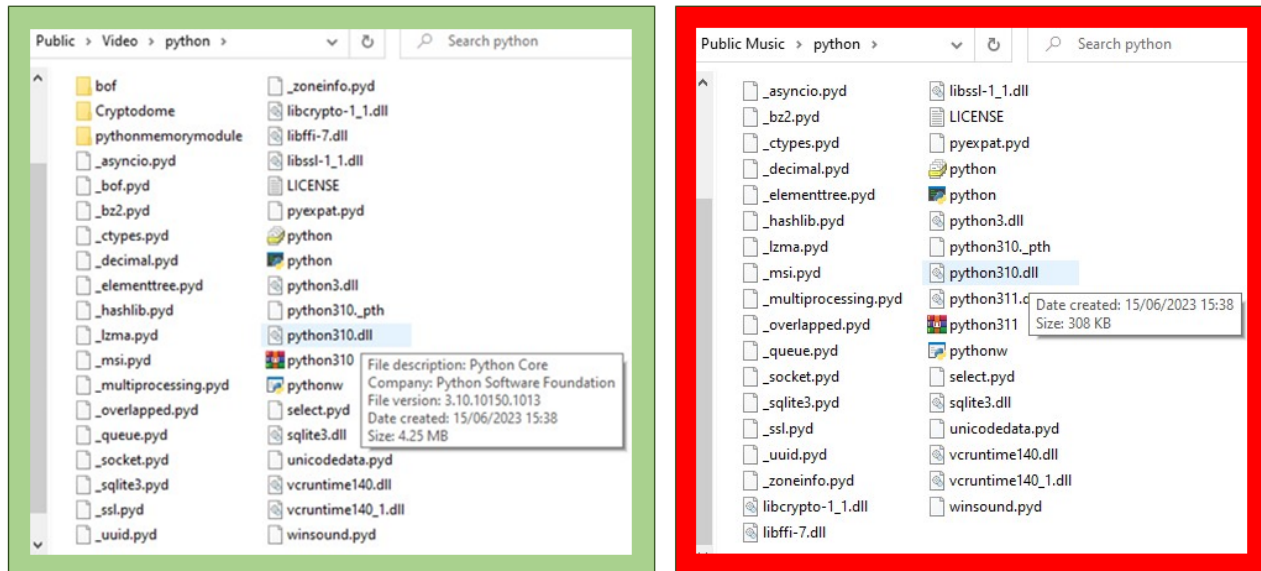 Public > Video > python >
Search python
bof
Cryptodome
pythonmemorymodule
_asyncio.pyd
_bof.pyd
_bz2.pyd
_ctypes.pyd
_decimal.pyd
_elementtree.pyd
_hashlib.pyd
_lzma.pyd
_msi.pyd
_multiprocessing.pyd
_overlapped.pyd
_queue.pyd
_socket.pyd
_sqlite3.pyd
_ssl.pyd
_uuid.pyd
_zoneinfo.pyd
libcrypto-1_1.dll
libffi-7.dll
libssl-1_1.dll
LICENSE
pyexpat.pyd
python
python
python3.dll
python310._pth
python310.dll
python310
pythonw
select.pyd
sqlite3.dll
unicodedata.pyd
vcruntime140.dll
vcruntime140_1.dll
winsound.pyd
File description: Python Core
Company: Python Software Foundation
File version: 3.10.10150.1013
Date created: 15/06/2023 15:38
Size: 4.25 MB
Public Music > python >
Search python
_asyncio.pyd
_bz2.pyd
_ctypes.pyd
_decimal.pyd
_elementtree.pyd
_hashlib.pyd
_lzma.pyd
_msi.pyd
_multiprocessing.pyd
_overlapped.pyd
_queue.pyd
_socket.pyd
_sqlite3.pyd
_ssl.pyd
_uuid.pyd
_zoneinfo.pyd
libcrypto-1_1.dll
libffi-7.dll
libssl-1_1.dll
LICENSE
pyexpat.pyd
python
python
python3.dll
python310._pth
python310.dll
python311.d
python311
pythonw
select.pyd
sqlite3.dll
unicodedata.pyd
vcruntime140.dll
vcruntime140_1.dll
winsound.pyd
Date created: 15/06/2023 15:38
Size: 308 KB